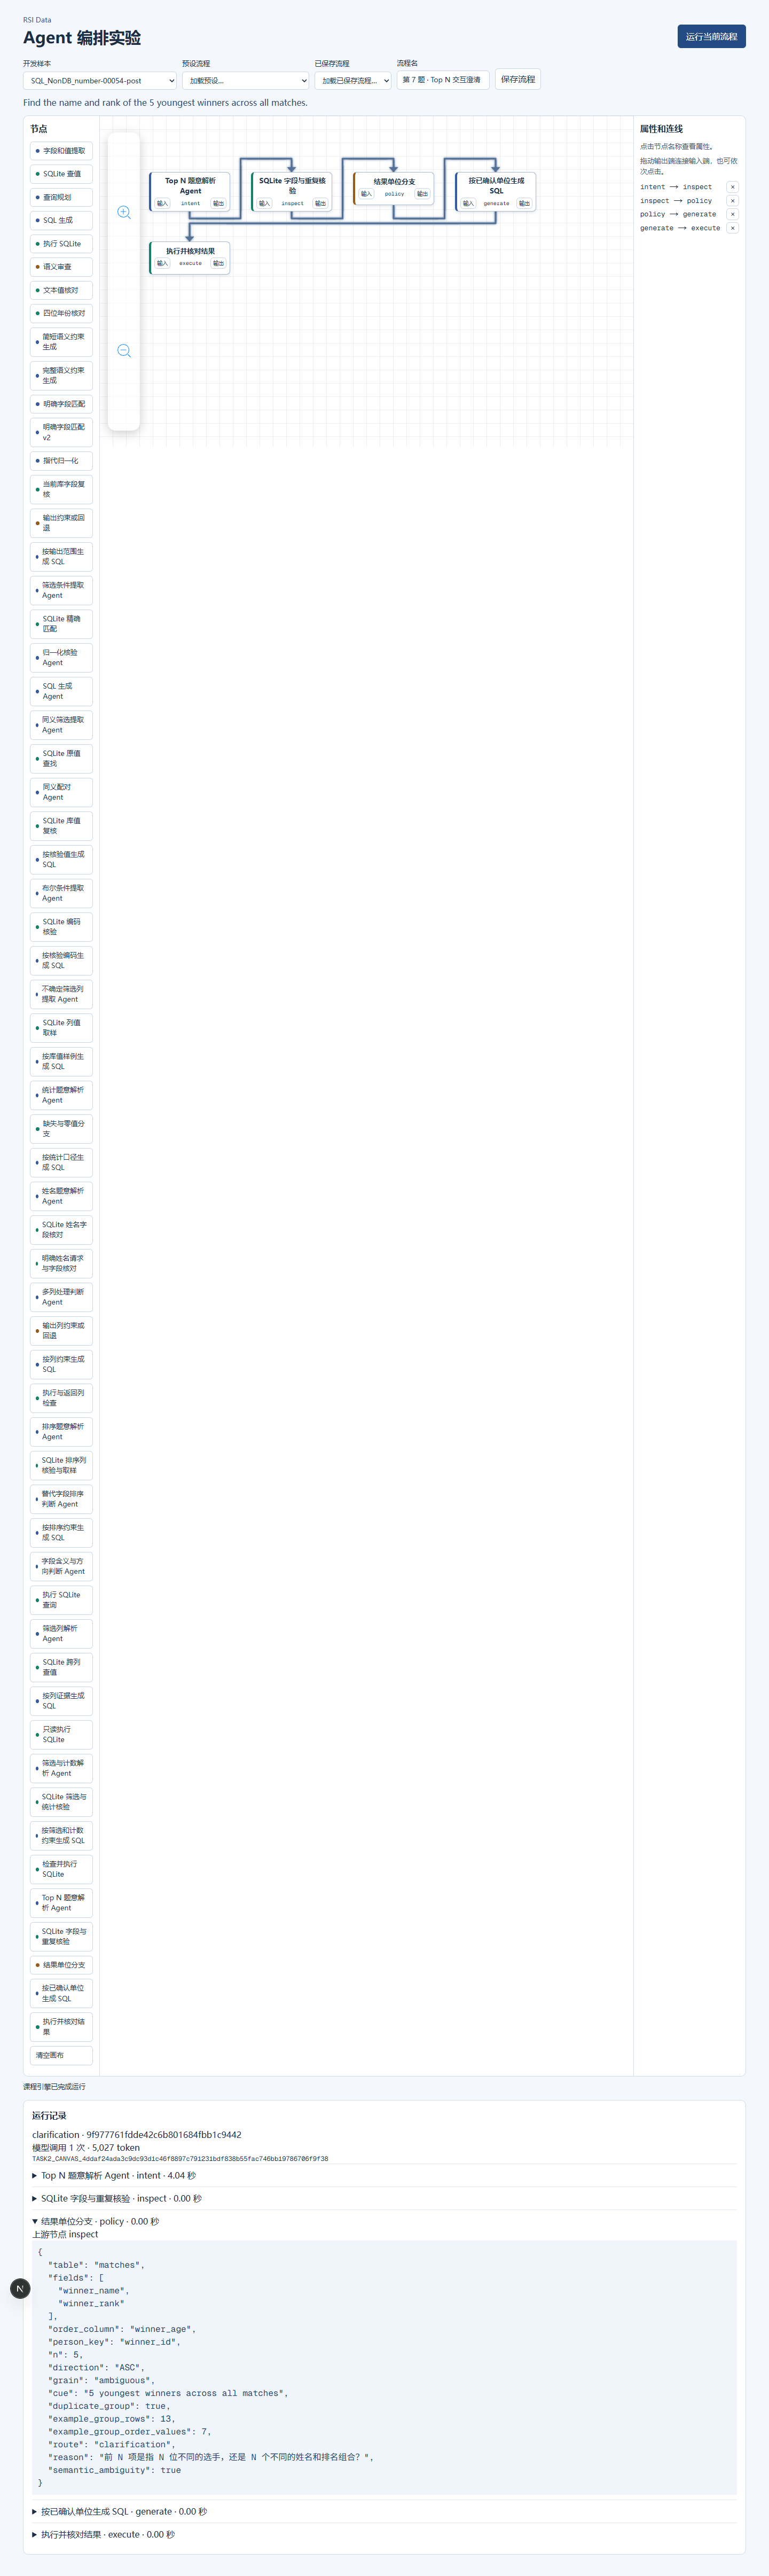 RSI Data
Agent 编排实验
运行当前流程
开发样本
预设流程
已保存流程
流程名
SQL_NonDB_number-00054-post
加载预设...
加载已保存流程...
第 7 题 · Top N 交互澄清
保存流程
Find the name and rank of the 5 youngest winners across all matches.
节点
字段和值提取
SQLite 查值
查询规划
SQL 生成
执行 SQLite
语义审查
文本值核对
四位年份核对
简短语义约束
生成
完整语义约束
生成
明确字段匹配
明确字段匹配
v2
指代归一化
当前库字段复
核
输出约束或回
退
按输出范围生
成 SQL
筛选条件提取
Agent
SQLite 精确
匹配
归一化核验
Agent
SQL 生成
Agent
同义筛选提取
Agent
SQLite 原值
查找
同义配对
Agent
SQLite 库值
复核
按核验值生成
SQL
布尔条件提取
Agent
SQLite 编码
核验
按核验编码生
成 SQL
不确定筛选列
提取 Agent
SQLite 列值
取样
按库值样例生
成 SQL
统计题意解析
Agent
缺失与零值分
支
按统计口径生
成 SQL
姓名题意解析
Agent
SQLite 姓名字
段核对
明确姓名请求
与字段核对
多列处理判断
Agent
输出列约束或
回退
按列约束生成
SQL
执行与返回列
检查
排序题意解析
Agent
SQLite 排序列
核验与取样
替代字段排序
判断 Agent
按排序约束生
成 SQL
字段含义与方
向判断 Agent
执行 SQLite
查询
筛选列解析
Agent
SQLite 跨列
查值
按列证据生成
SQL
只读执行
SQLite
筛选与计数解
析 Agent
SQLite 筛选与
统计核验
按筛选和计数
约束生成 SQL
检查并执行
SQLite
Top N 题意解
析 Agent
SQLite 字段与
重复核验
结果单位分支
按已确认单位
生成 SQL
执行并核对结
果
清空画布
Top N 题意解析
Agent
输入 intent 输出
SQLite 字段与重复核
验
输入 inspect 输出
结果单位分支
输入 policy 输出
按已确认单位生成
SQL
输入 generate 输出
执行并核对结果
输入 execute 输出
属性和连线
点击节点名称查看属性。
拖动输出端连接输入端，也可依
次点击。
intent → inspect ×
inspect → policy ×
policy → generate ×
generate → execute ×
课程引擎已完成运行
运行记录
clarification · 9f977761fdde42c6b801684fbb1c9442
模型调用 1 次 · 5,027 token
TASK2_CANVAS_4ddaf24ada3c9dc93d1c46f8897c791231bdf838b55fac746bb19786706f9f38
Top N 题意解析 Agent · intent · 4.04 秒
SQLite 字段与重复核验 · inspect · 0.00 秒
结果单位分支 · policy · 0.00 秒
上游节点 inspect
{
"table": "matches",
"fields": [
"winner_name",
"winner_rank"
],
"order_column": "winner_age",
"person_key": "winner_id",
"n": 5,
"direction": "ASC",
"grain": "ambiguous",
"cue": "5 youngest winners across all matches",
"duplicate_group": true,
"example_group_rows": 13,
"example_group_order_values": 7,
"route": "clarification",
"reason": "前 N 项是指 N 位不同的选手，还是 N 个不同的姓名和排名组合？",
"semantic_ambiguity": true
}
按已确认单位生成 SQL · generate · 0.00 秒
执行并核对结果 · execute · 0.00 秒
N